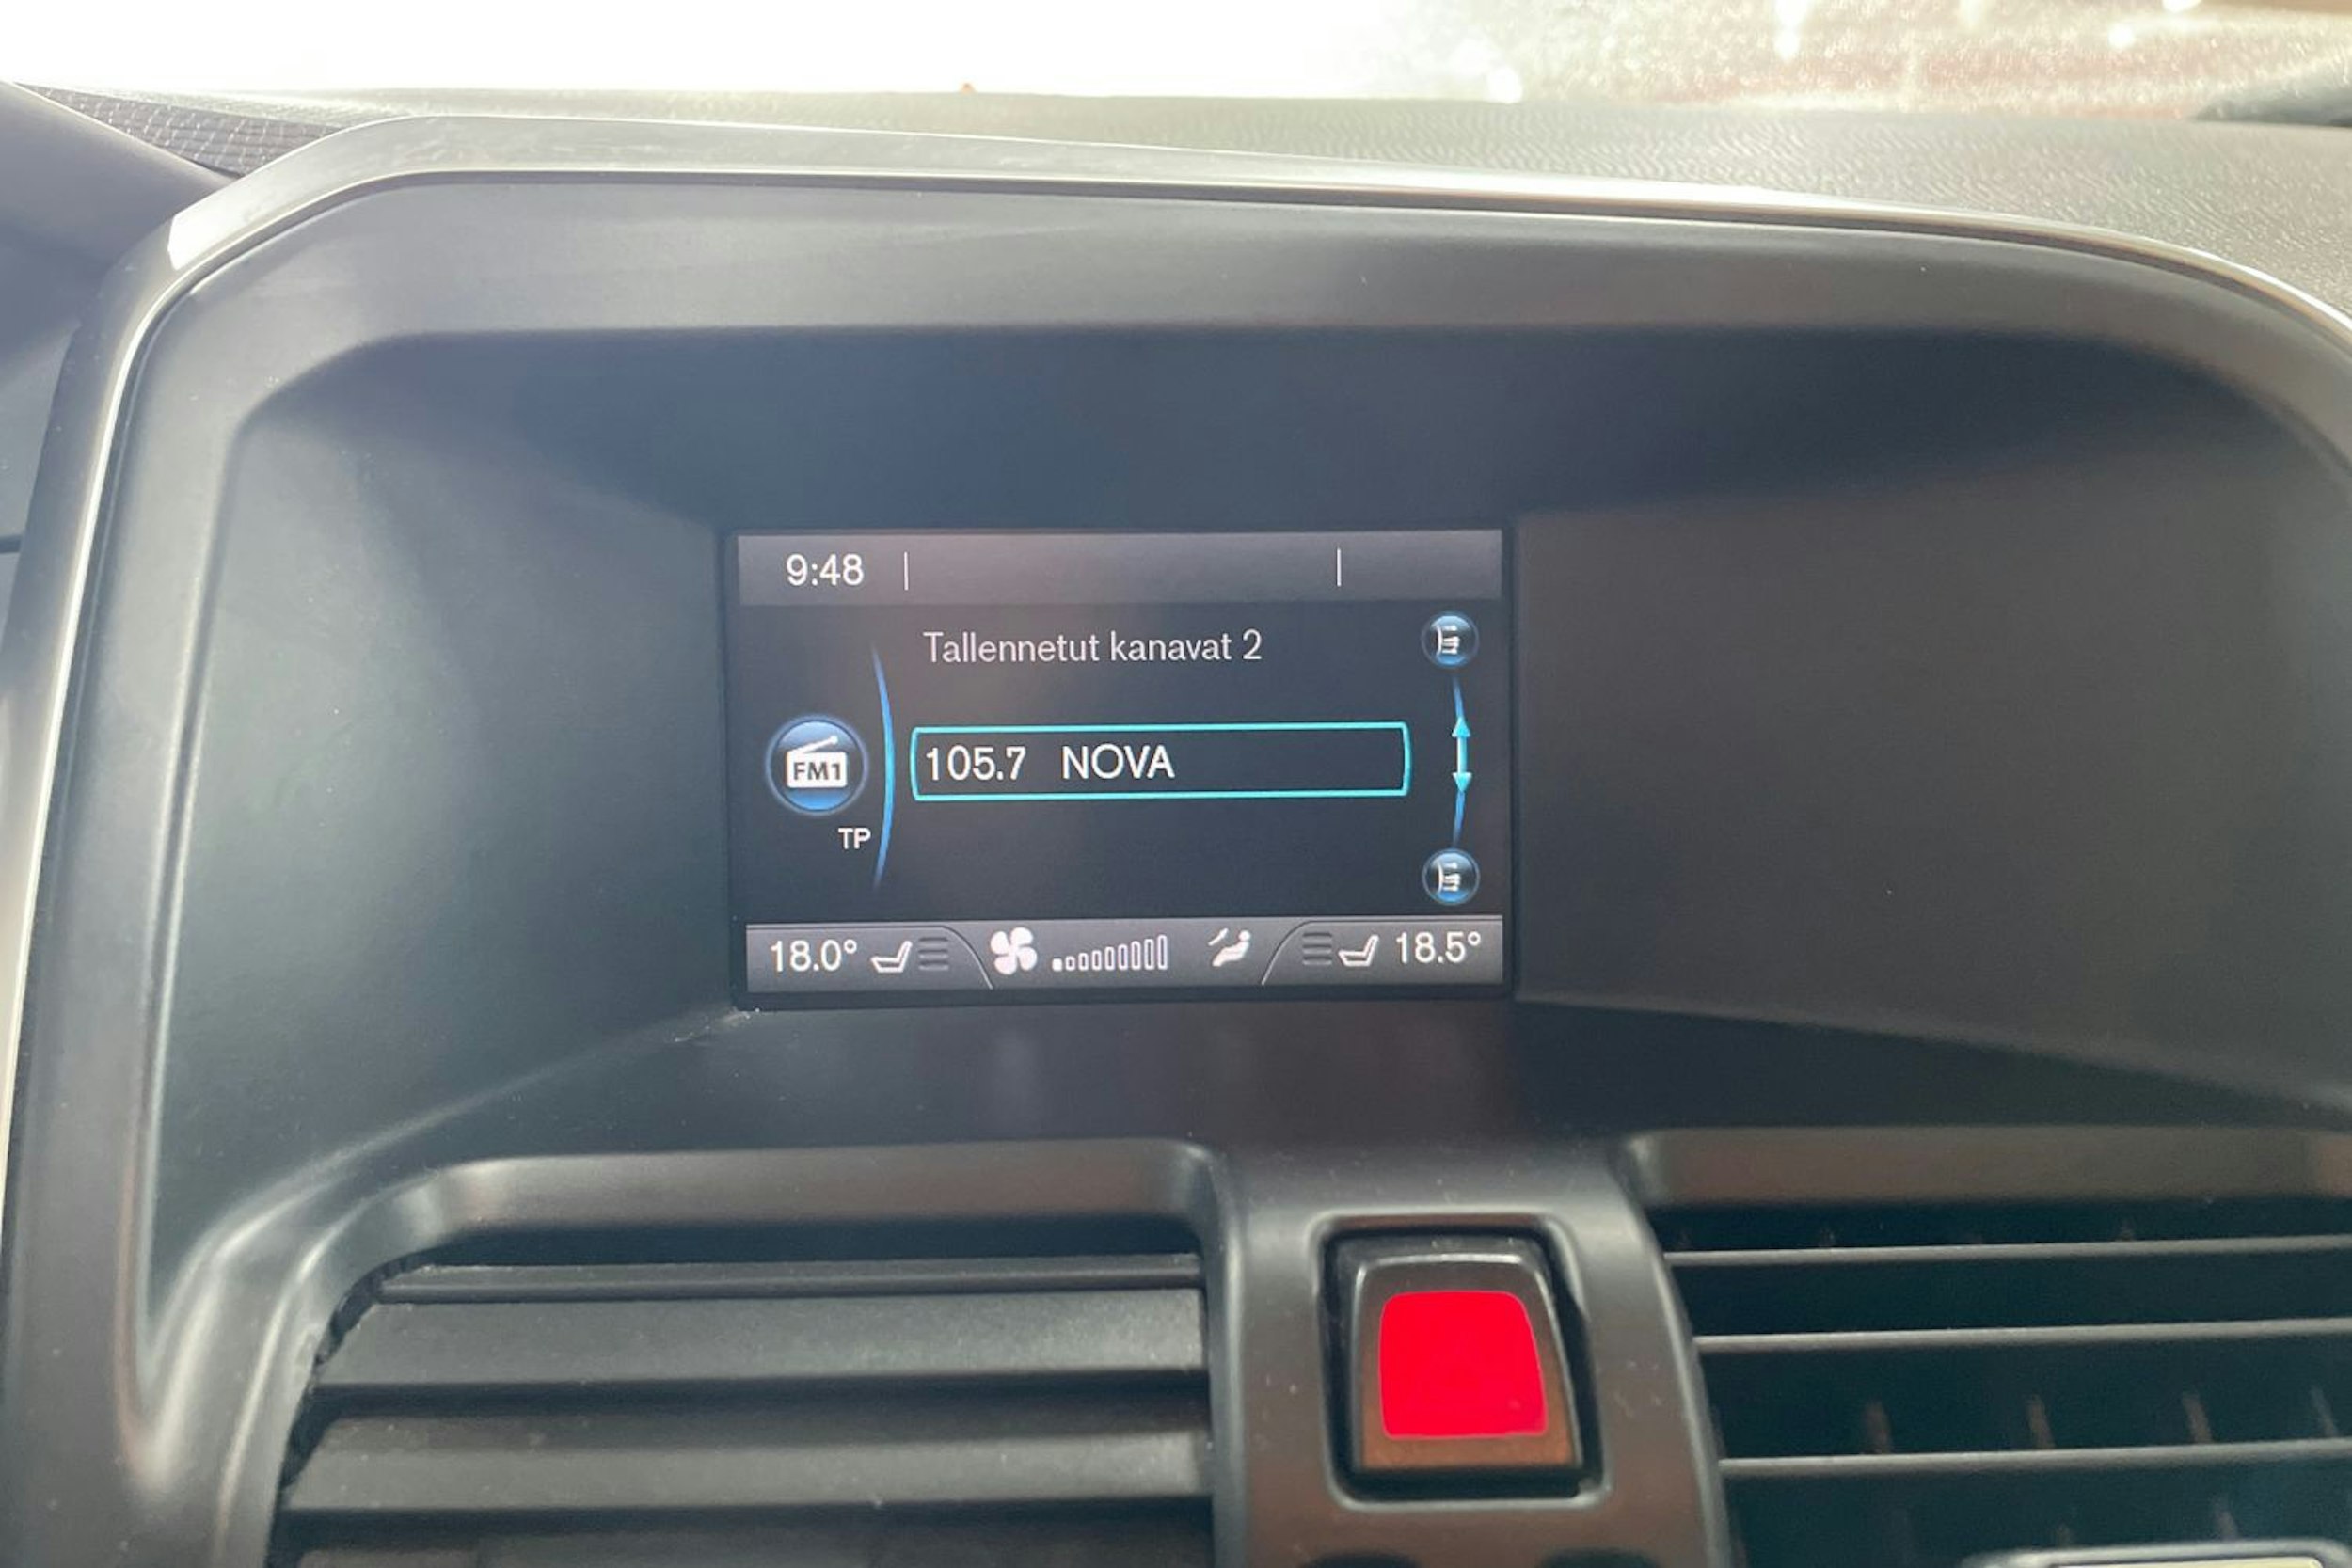 9:48
Tallennetut kanavat 2
FM1
105.7 NOVA
TP
18.0° 18.5°